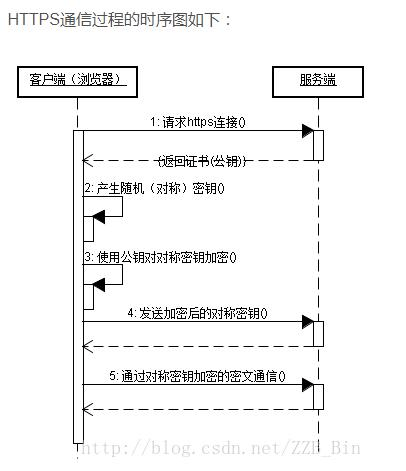 HTTPS通信过程的时序图如下：
客户端（浏览器）
服务端
1: 请求https连接()
(返回证书(公钥))
2: 产生随机（对称）密钥()
3: 使用公钥对对称密钥加密()
4: 发送加密后的对称密钥()
5: 通过对称密钥加密的密文通信()
http://blog.csdn.net/ZZB_Bin